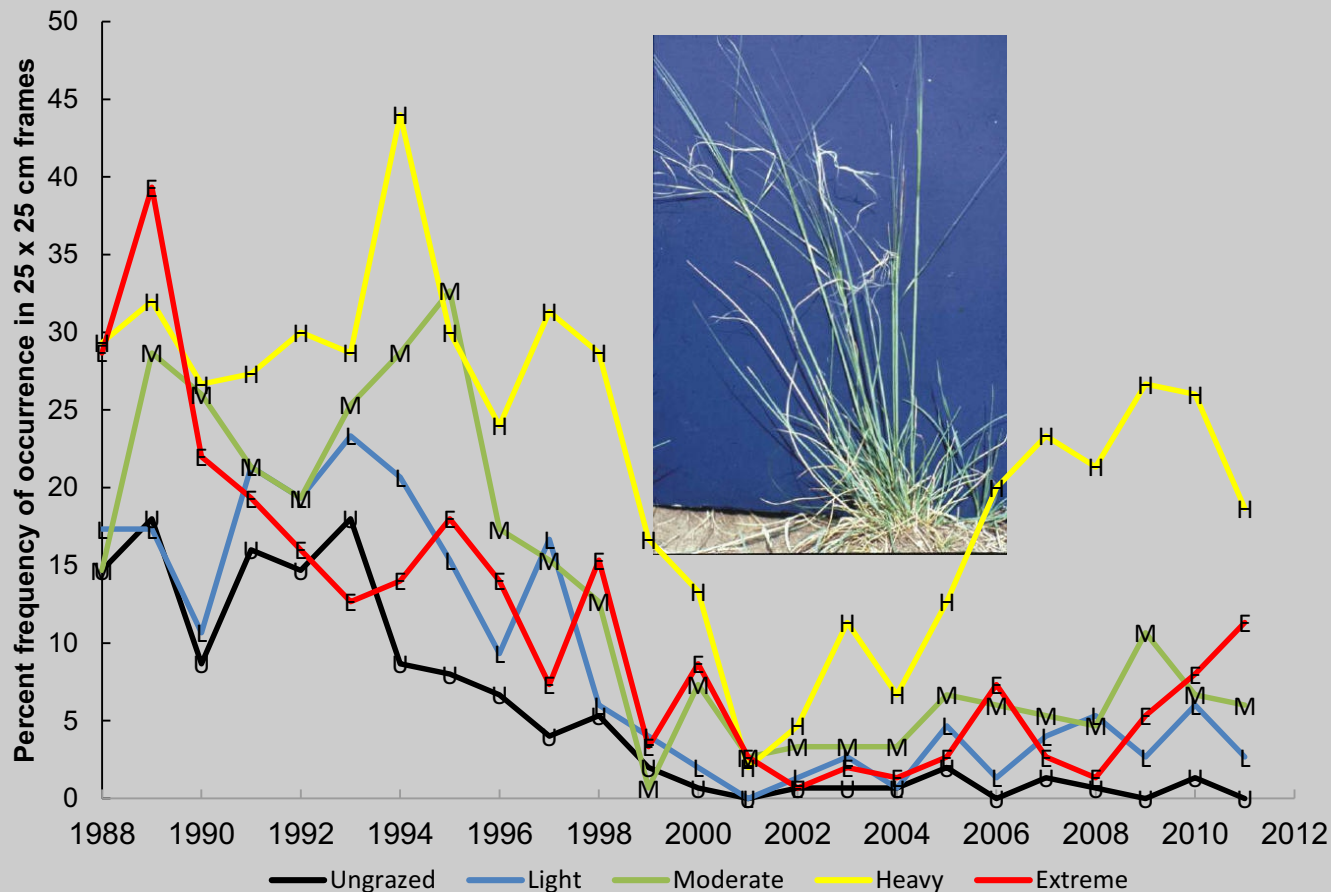 Percent frequency of occurrence in 25 x 25 cm frames
50
45
40
35
30
25
20
15
10
5
0
1988 1990 1992 1994 1996 1998 2000 2002 2004 2006 2008 2010 2012
U U U U U U U U U U U U U U U U U U U U U U U U
L L L L L L L L L L L L L L L L L L L L L L L L
M M M M M M M M M M M M M M M M M M M M M M M M
H H H H H H H H H H H H H H H H H H H H H H H H
E E E E E E E E E E E E E E E E E E E E E E E E
Ungrazed Light Moderate Heavy Extreme